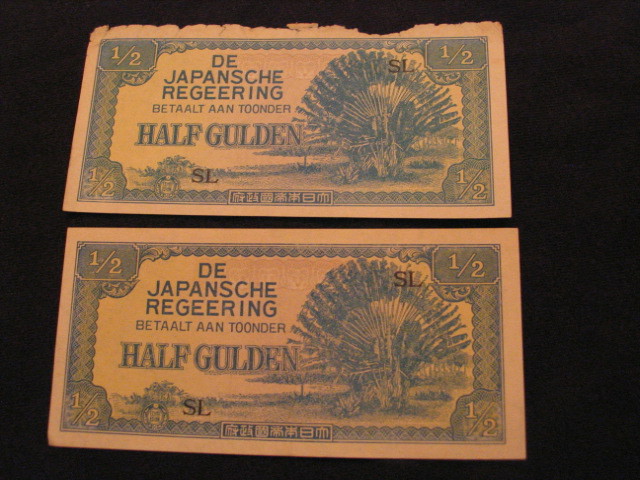 1/2 1/2
DE SL
JAPANSCHE
REGEERING
BETAALT AAN TOONDER
HALF GULDEN
SL
1/2 1/2
大日本帝國政府
1/2 1/2
DE SL
JAPANSCHE
REGEERING
BETAALT AAN TOONDER
HALF GULDEN
SL
1/2 1/2
大日本帝國政府